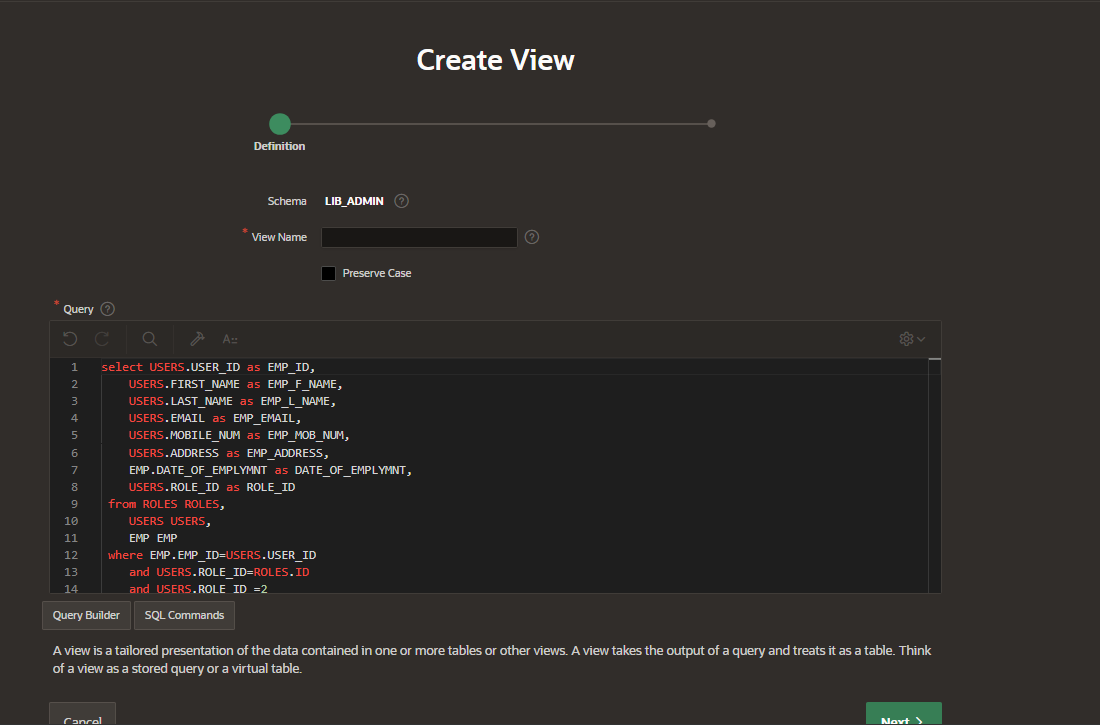 Create View
Definition
Schema LIB_ADMIN ?
* View Name ?
Preserve Case
* Query ?
A::
1 select USERS.USER_ID as EMP_ID,
2 USERS.FIRST_NAME as EMP_F_NAME,
3 USERS.LAST_NAME as EMP_L_NAME,
4 USERS.EMAIL as EMP_EMAIL,
5 USERS.MOBILE_NUM as EMP_MOB_NUM,
6 USERS.ADDRESS as EMP_ADDRESS,
7 EMP.DATE_OF_EMPLYMNT as DATE_OF_EMPLYMNT,
8 USERS.ROLE_ID as ROLE_ID
9 from ROLES ROLES,
10 USERS USERS,
11 EMP EMP
12 where EMP.EMP_ID=USERS.USER_ID
13 and USERS.ROLE_ID=ROLES.ID
14 and USERS.ROLE_ID =2
Query Builder SQL Commands
A view is a tailored presentation of the data contained in one or more tables or other views. A view takes the output of a query and treats it as a table. Think
of a view as a stored query or a virtual table.
Cancel Next >